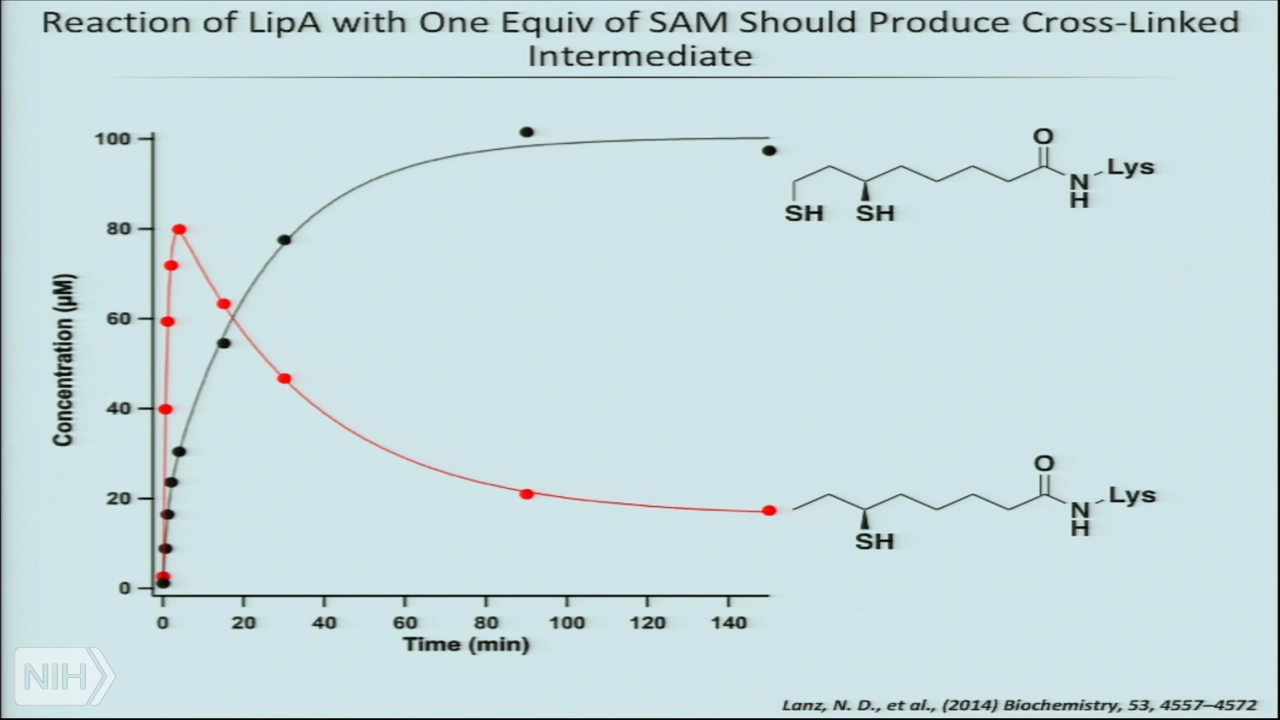 Reaction of LipA with One Equiv of SAM Should Produce Cross-Linked
Intermediate
100
80
60
40
20
0
Concentration (µM)
0 20 40 60 80 100 120 140
Time (min)
O
Lys
N
H
SH SH
O
Lys
N
H
SH
NIH
Lanz, N. D., et al., (2014) Biochemistry, 53, 4557–4572